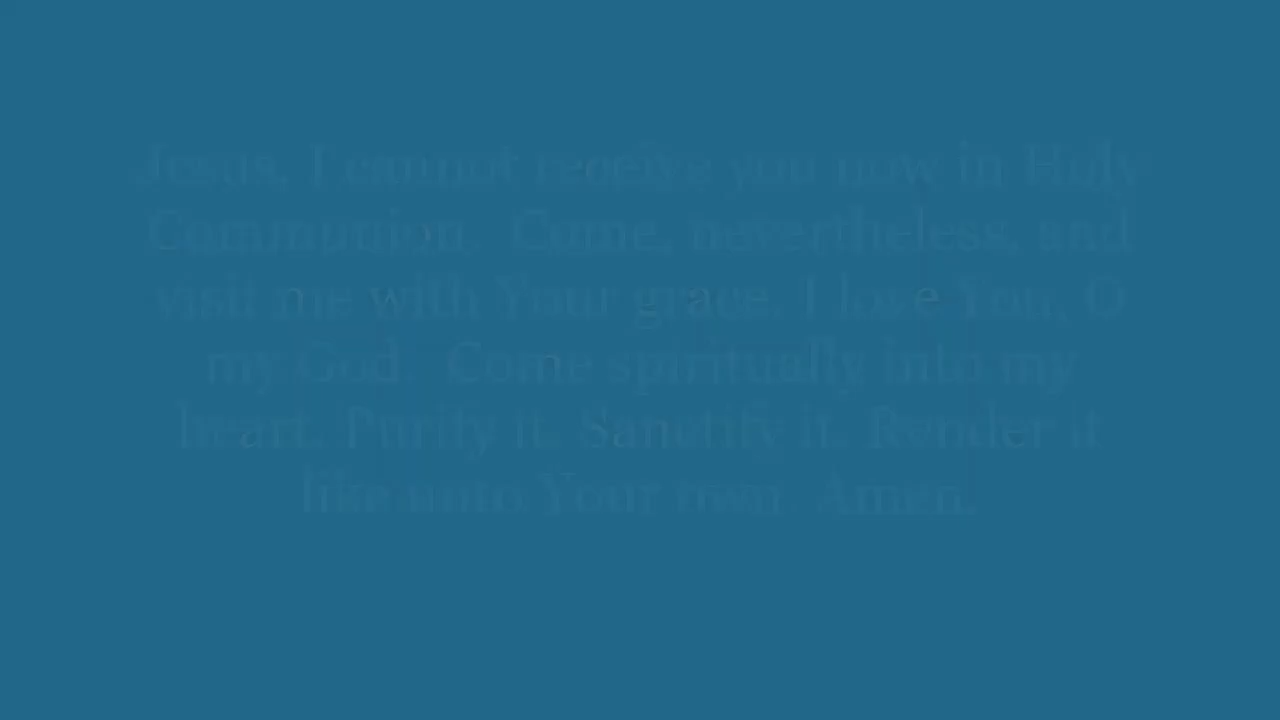 Jesus, I cannot receive you now in Holy
Communion. Come, nevertheless, and
visit me with Your grace. I love You, O
my God. Come spiritually into my
heart. Purify it. Sanctify it. Render it
like unto Your own. Amen.